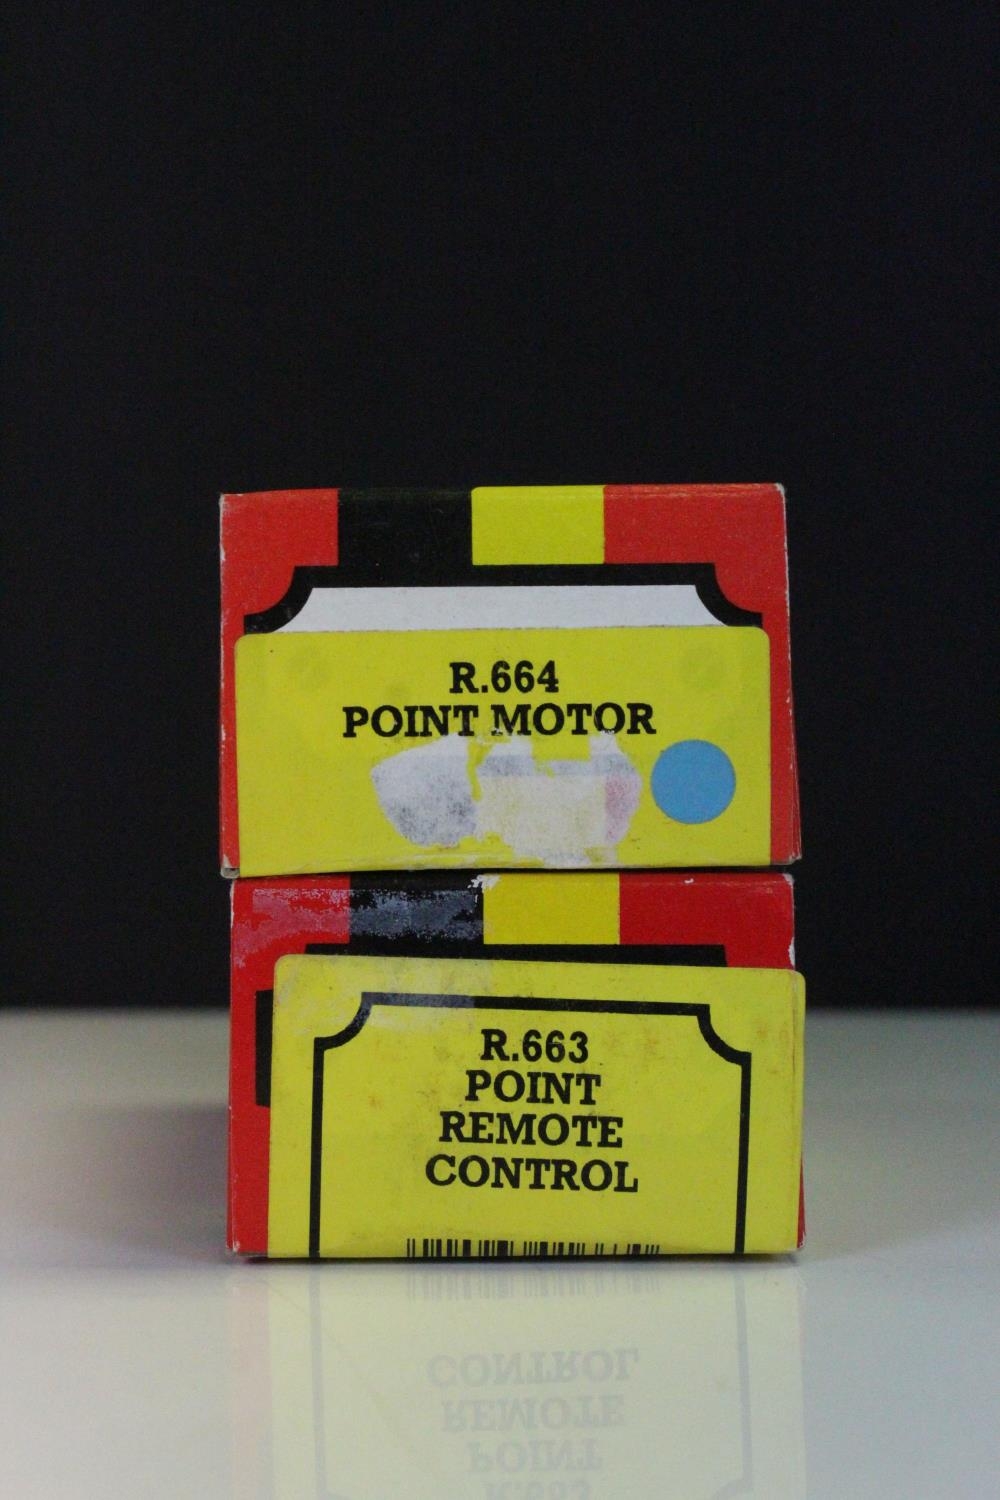 R.664
POINT MOTOR
R.663
POINT
REMOTE
CONTROL